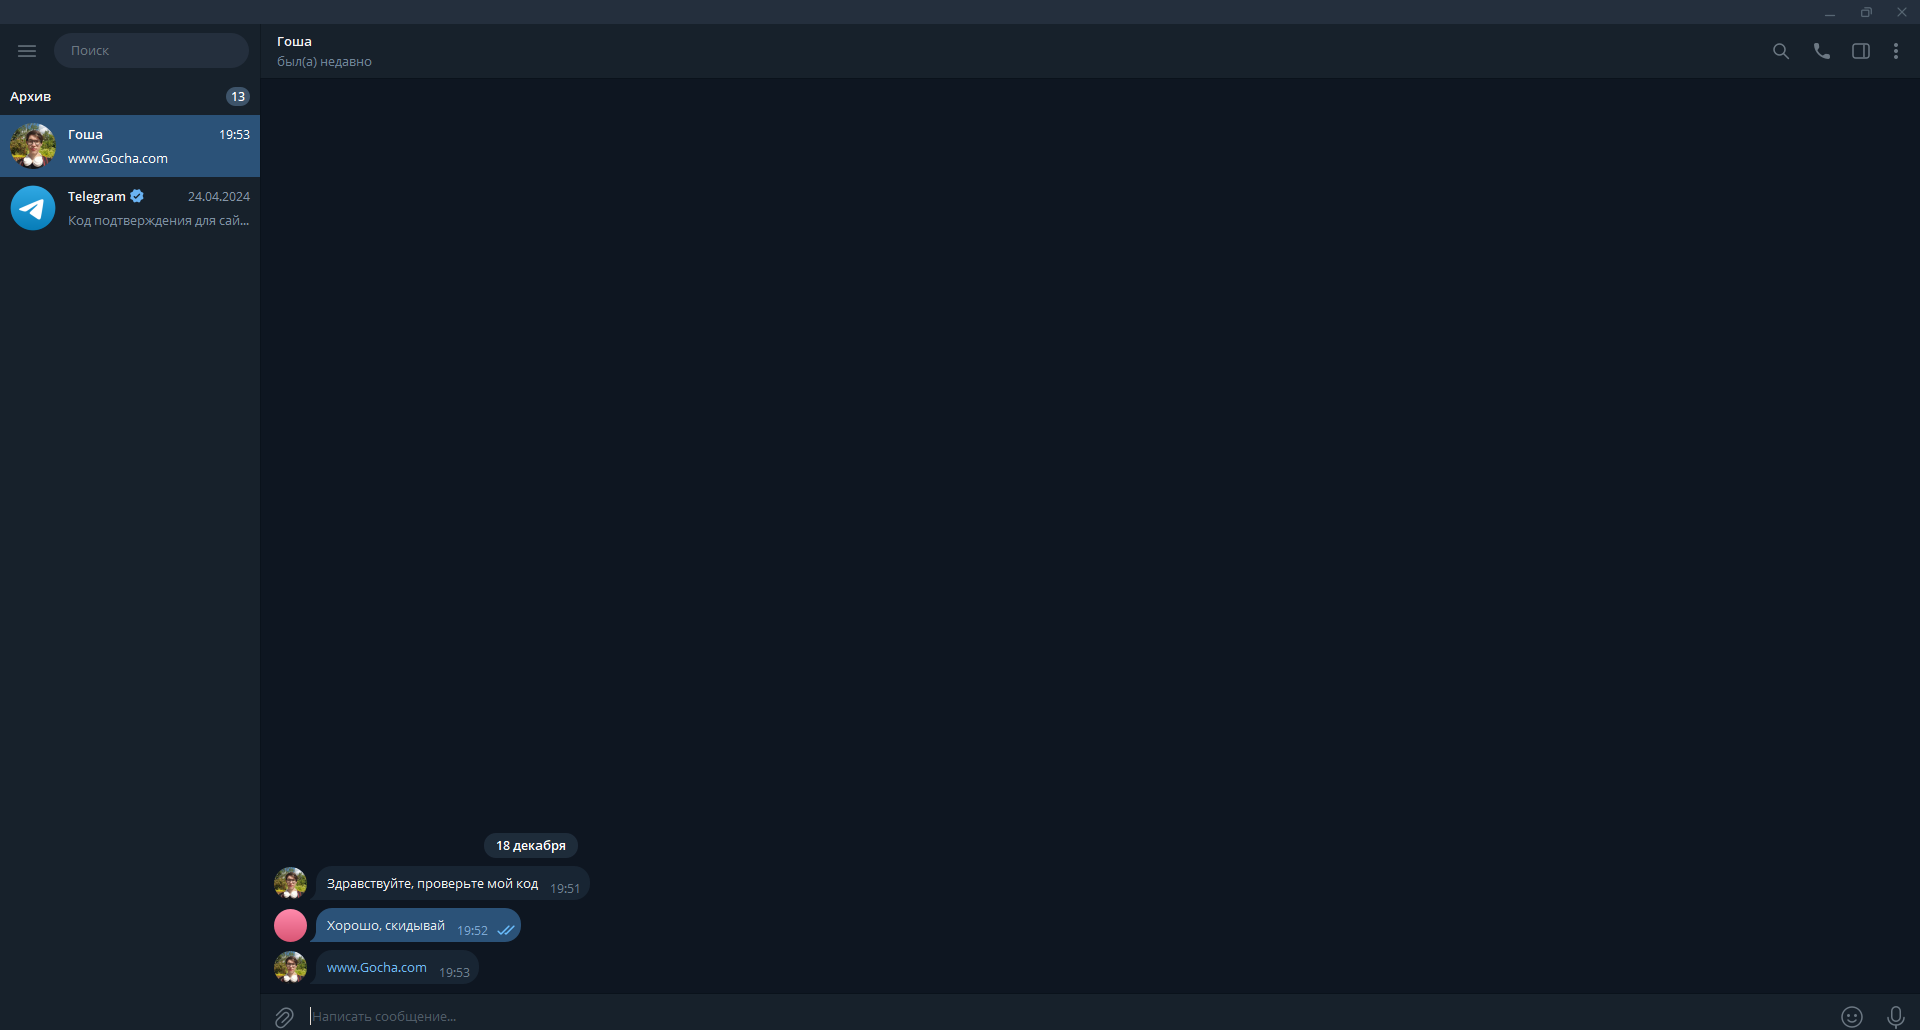 Поиск
Архив 13
Гоша 19:53
www.Gocha.com
Telegram 24.04.2024
Код подтверждения для сай...
Гоша
был(а) недавно
18 декабря
Здравствуйте, проверьте мой код 19:51
Хорошо, скидывай 19:52
www.Gocha.com 19:53
Написать сообщение...